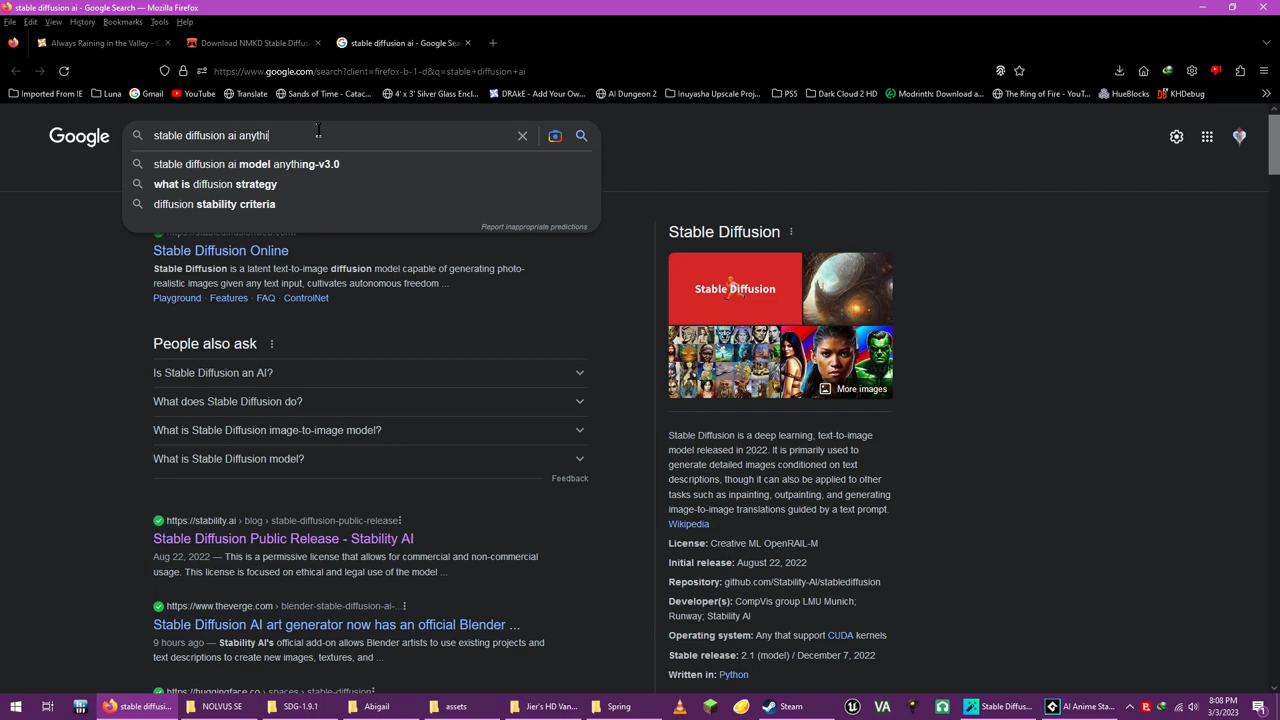 stable diffusion ai - Google Search — Mozilla Firefox
File Edit View History Bookmarks Tools Help
Always Raining in the Valley - C
Download NMKD Stable Diffus
stable diffusion ai - Google Sea
https://www.google.com/search?client=firefox-b-1-d&q=stable+diffusion+ai
Imported From IE Luna Gmail YouTube Translate Sands of Time - Catac... 4' x 3' Silver Glass Encl... DRAkE - Add Your Own... AI Dungeon 2 Inuyasha Upscale Proj... PS5 Dark Cloud 2 HD Modrinth: Download a... The Ring of Fire - YouT... HueBlocks KHDebug
Google
stable diffusion ai anythi
stable diffusion ai model anything-v3.0
what is diffusion strategy
diffusion stability criteria
Report inappropriate predictions
Stable Diffusion Online
Stable Diffusion is a latent text-to-image diffusion model capable of generating photo-
realistic images given any text input, cultivates autonomous freedom ...
Playground · Features · FAQ · ControlNet
People also ask
Is Stable Diffusion an AI?
What does Stable Diffusion do?
What is Stable Diffusion image-to-image model?
What is Stable Diffusion model?
Feedback
https://stability.ai › blog › stable-diffusion-public-release
Stable Diffusion Public Release - Stability AI
Aug 22, 2022 — This is a permissive license that allows for commercial and non-commercial
usage. This license is focused on ethical and legal use of the model ...
https://www.theverge.com › blender-stable-diffusion-ai-...
Stable Diffusion AI art generator now has an official Blender ...
9 hours ago — Stability AI's official add-on allows Blender artists to use existing projects and
text descriptions to create new images, textures, and ...
https://huggingface.co › spaces › stable-diffusion
Stable Diffusion
Stable Diffusion
More images
Stable Diffusion is a deep learning, text-to-image
model released in 2022. It is primarily used to
generate detailed images conditioned on text
descriptions, though it can also be applied to other
tasks such as inpainting, outpainting, and generating
image-to-image translations guided by a text prompt.
Wikipedia
License: Creative ML OpenRAIL-M
Initial release: August 22, 2022
Repository: github.com/Stability-AI/stablediffusion
Developer(s): CompVis group LMU Munich;
Runway; Stability AI
Operating system: Any that support CUDA kernels
Stable release: 2.1 (model) / December 7, 2022
Written in: Python
stable diffusi... NOLVUS SE SDG-1.9.1 Abigail assets Jier's HD Van... Spring Steam VA Stable Diffus... AI Anime Sta...
8:08 PM
3/3/2023